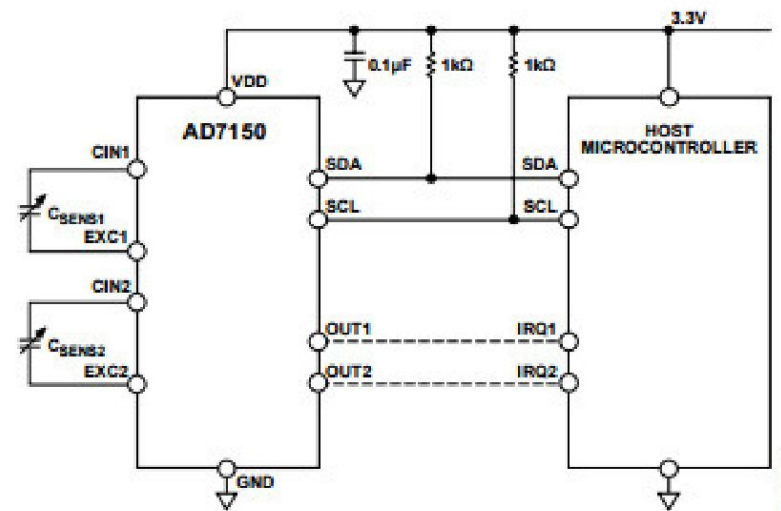 3.3V
0.1µF
1kΩ
1kΩ
VDD
AD7150
HOST
MICROCONTROLLER
CIN1
SDA
SDA
CSENS1
SCL
SCL
EXC1
CIN2
OUT1
IRQ1
CSENS2
EXC2
OUT2
IRQ2
GND